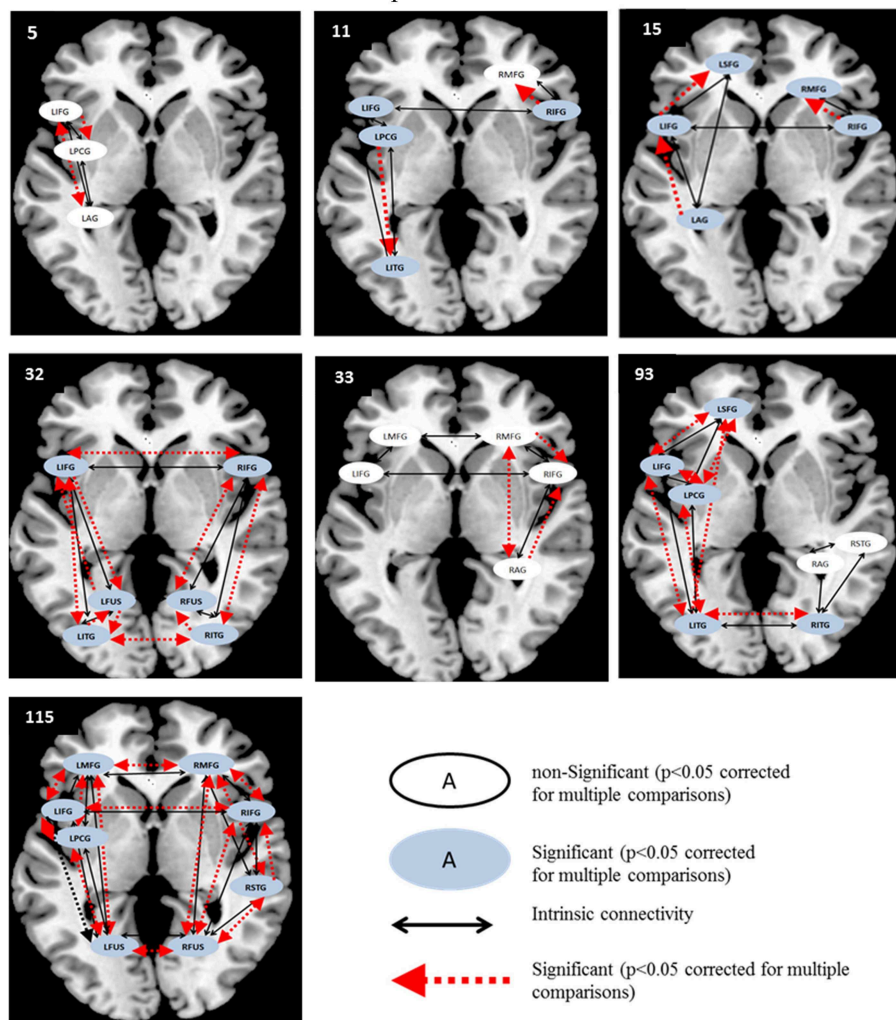 5
11
15
LIFG
LPCG
LAG
RMFG
LIFG
RIFG
LPCG
LITG
LSFG
RMFG
LIFG
RIFG
LAG
32
33
93
LIFG
RIFG
LFUS
RFUS
LITG
RITG
LMFG
RMFG
LIFG
RIFG
RAG
LSFG
LIFG
LPCG
RSTG
RAG
LITG
RITG
115
LMFG
RMFG
LIFG
RIFG
LPCG
RSTG
LFUS
RFUS
A
non-Significant (p<0.05 corrected
for multiple comparisons)
A
Significant (p<0.05 corrected
for multiple comparisons)
Intrinsic connectivity
Significant (p<0.05 corrected for multiple
comparisons)